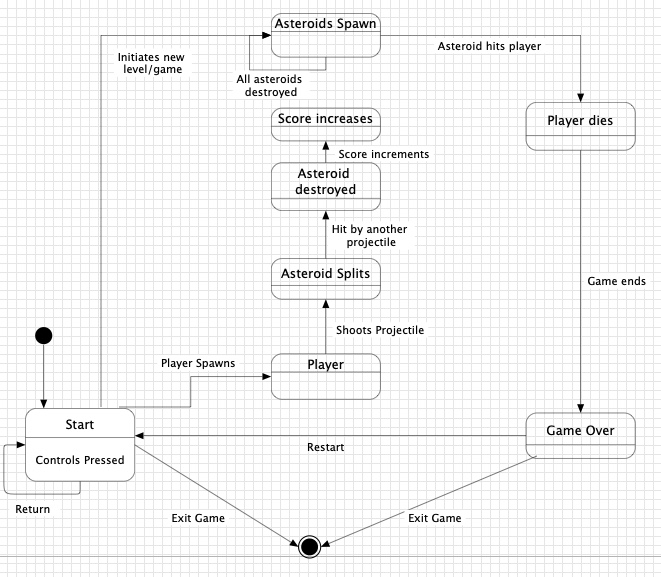 Asteroids Spawn
Asteroid hits player
Initiates new
level/game
All asteroids
destroyed
Score increases
Player dies
Score increments
Asteroid
destroyed
Hit by another
projectile
Asteroid Splits
Game ends
Shoots Projectile
Player Spawns
Player
Start
Game Over
Restart
Controls Pressed
Return
Exit Game
Exit Game